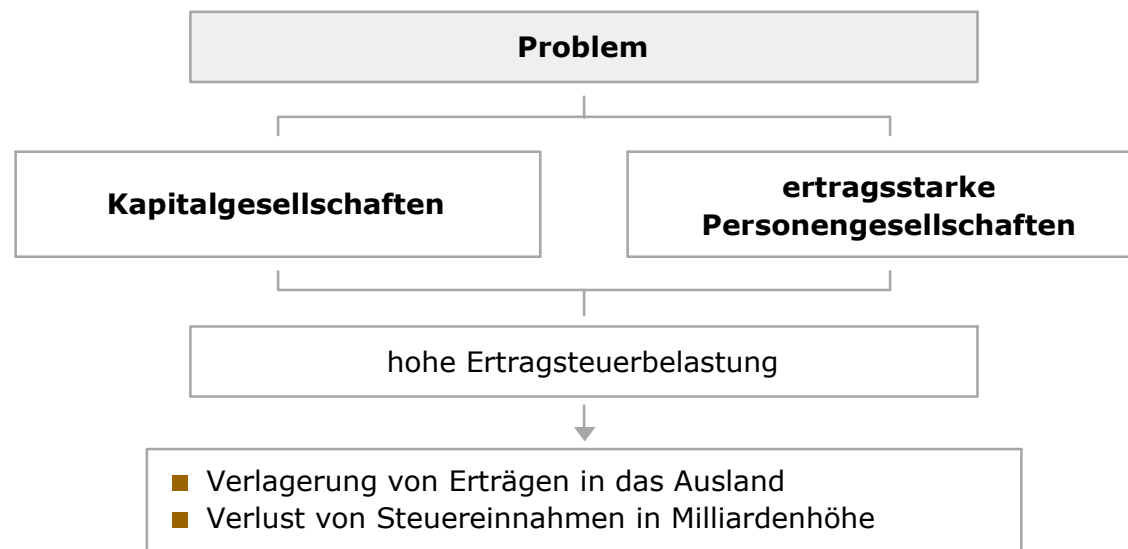 Problem
Kapitalgesellschaften
ertragsstarke
Personengesellschaften
hohe Ertragsteuerbelastung
Verlagerung von Erträgen in das Ausland
Verlust von Steuereinnahmen in Milliardenhöhe